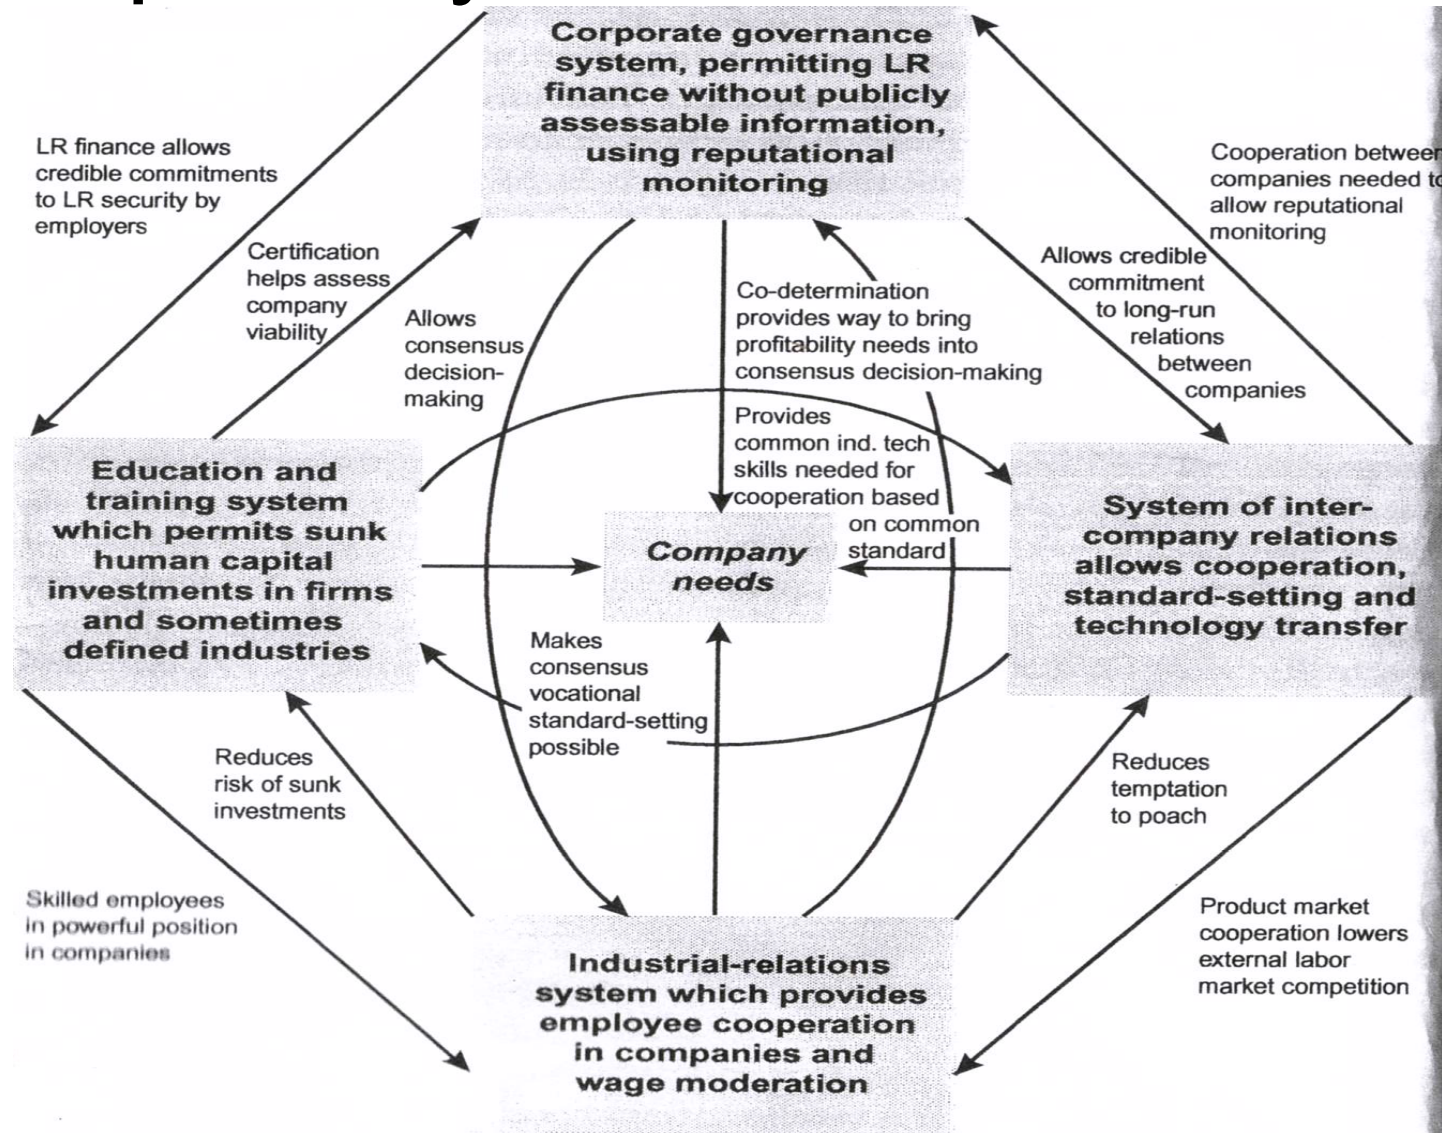 Corporate governance
system, permitting LR
finance without publicly
assessable information,
using reputational
monitoring
LR finance allows
credible commitments
to LR security by
employers
Cooperation between
companies needed to
allow reputational
monitoring
Certification
helps assess
company
viability
Allows
consensus
decision-
making
Co-determination
provides way to bring
profitability needs into
consensus decision-making
Allows credible
commitment
to long-run
relations
between
companies
Provides
common ind. tech
skills needed for
cooperation based
on common
standard
Education and
training system
which permits sunk
human capital
investments in firms
and sometimes
defined industries
Company
needs
System of inter-
company relations
allows cooperation,
standard-setting and
technology transfer
Makes
consensus
vocational
standard-setting
possible
Reduces
risk of sunk
investments
Reduces
temptation
to poach
Skilled employees
in powerful position
in companies
Product market
cooperation lowers
external labor
market competition
Industrial-relations
system which provides
employee cooperation
in companies and
wage moderation